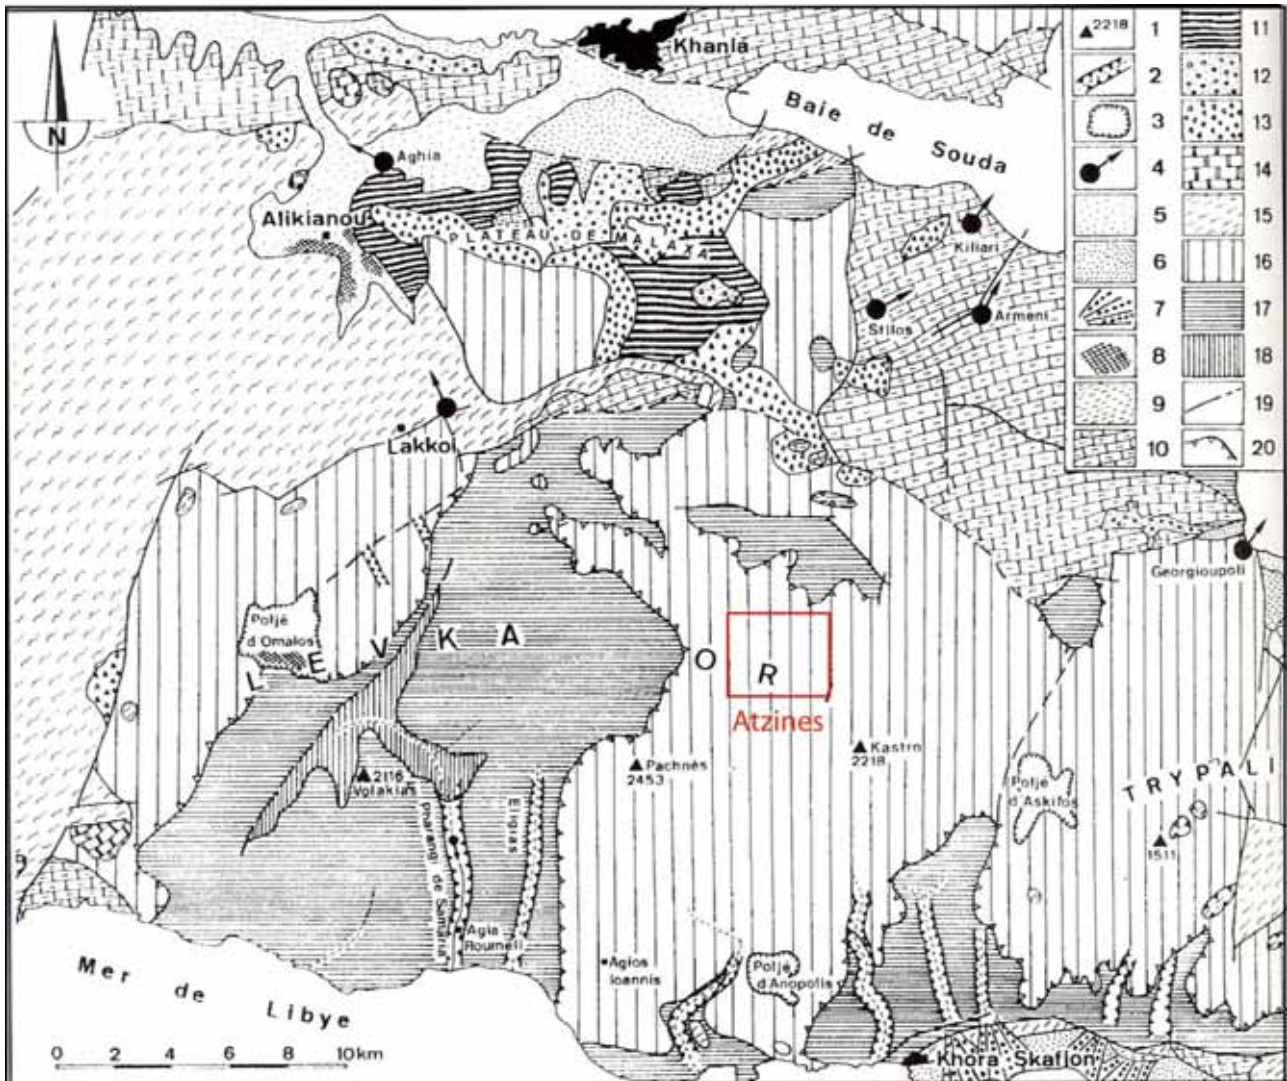 Khanla
Baie de Souda
N
Aghia
Alikianou
PLATEAU DE MALAXA
Kiliari
Stilos
Armeni
Lakkoi
Georgioupoli
Poljé
d Omalos
LEVKA
O R
Atzines
Kastro
2218
Pachnès
2453
2116
Volakias
Poljé
d'Askifos
TRYPALI
1511
Eligias
Pharangi de Samaria
Agia
Roumeli
Agios
Ioannis
Poljé
d'Anopolis
Mer de Libye
Khora Skafion
0 2 4 6 8 10km
2218 1 11
2 12
3 13
4 14
5 15
6 16
7 17
8 18
9 19
10 20